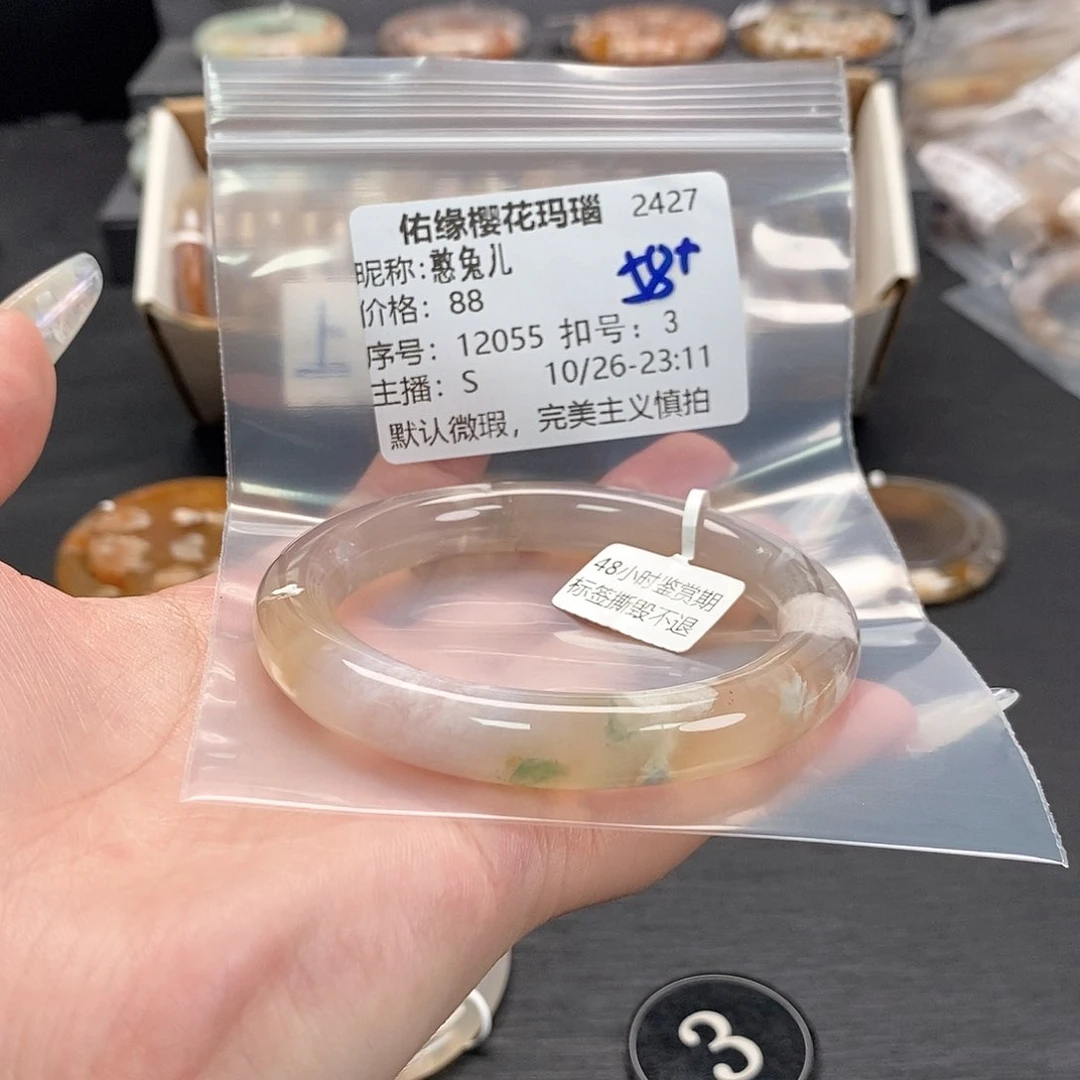 佑缘樱花玛瑙 2427
昵称:憨兔儿
价格: 88
序号: 12055 扣号: 3
主播: S 10/26-23:11
默认微瑕，完美主义慎拍
上
48小时鉴赏期
标签撕毁不退
3